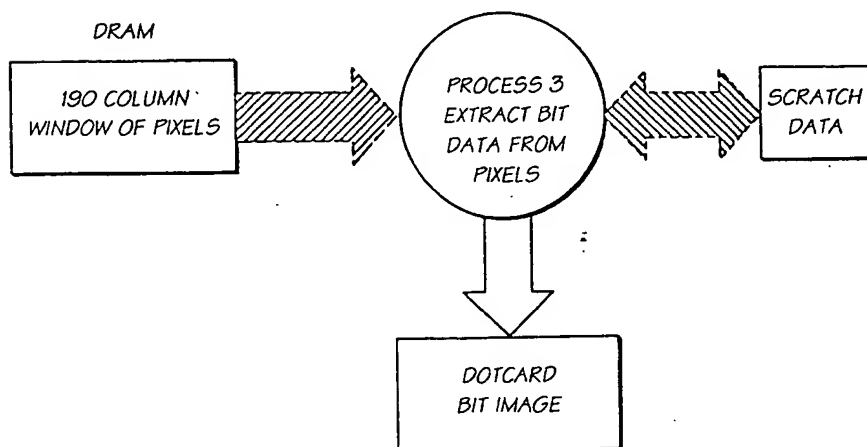 DRAM
190 COLUMN
WINDOW OF PIXELS
PROCESS 3
EXTRACT BIT
DATA FROM
PIXELS
SCRATCH
DATA
DOTCARD
BIT IMAGE